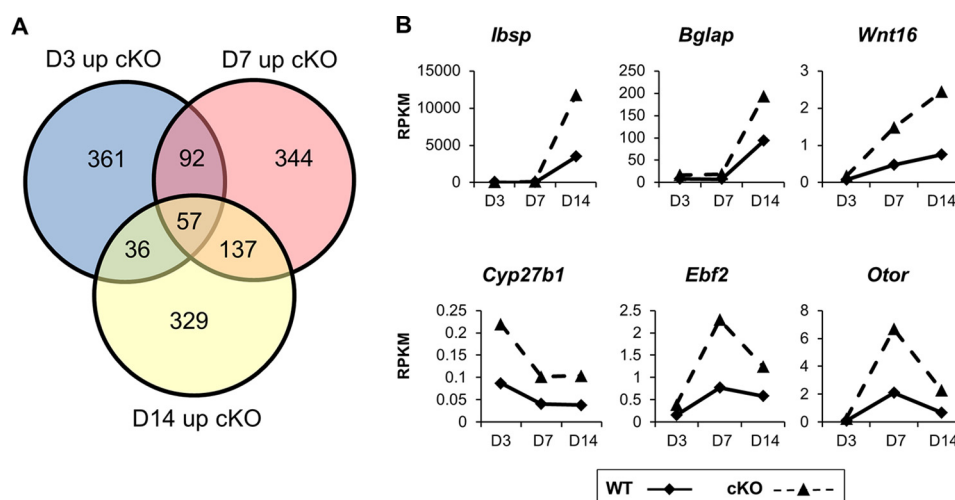 A
D3 up cKO
D7 up cKO
361
92
344
57
36
137
329
D14 up cKO
B
Ibsp
Bglap
Wnt16
RPKM
15000
10000
5000
0
D3 D7 D14
250
200
150
100
50
0
D3 D7 D14
3
2
1
0
D3 D7 D14
Cyp27b1
Ebf2
Otor
RPKM
0.25
0.2
0.15
0.1
0.05
0
D3 D7 D14
2.5
2
1.5
1
0.5
0
D3 D7 D14
8
6
4
2
0
D3 D7 D14
WT cKO